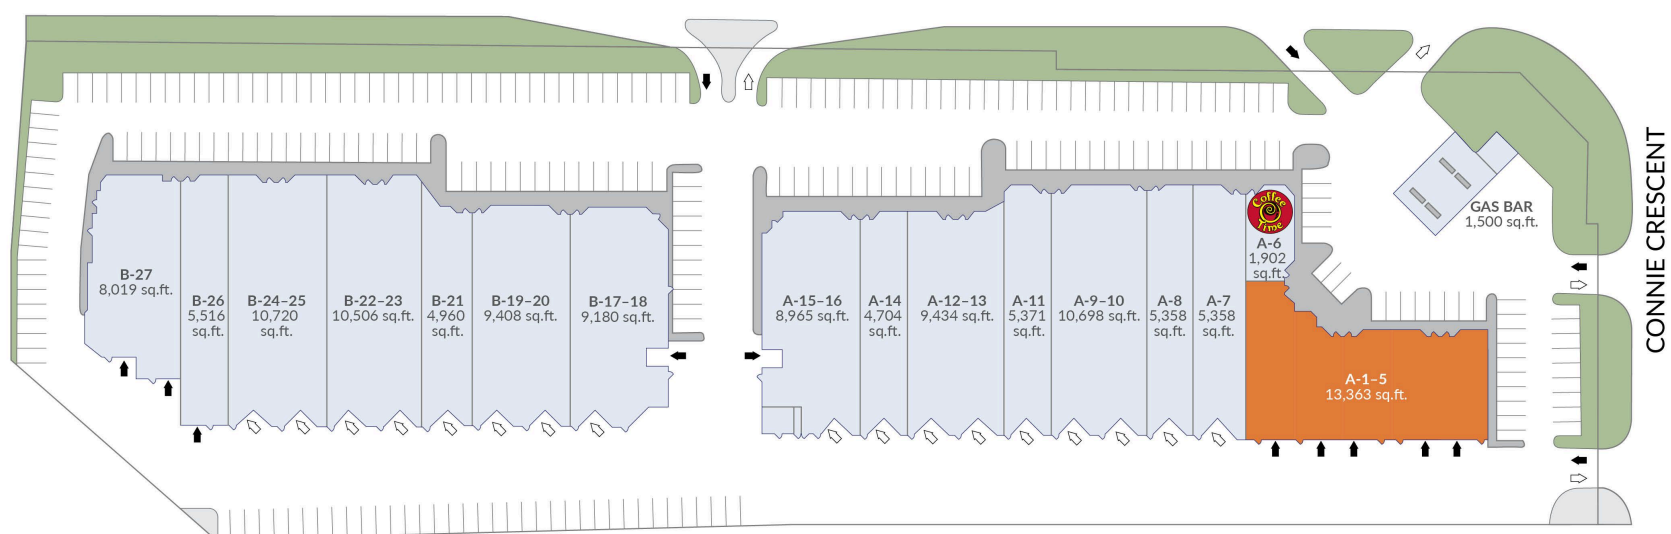 B-27
8,019 sq.ft.
B-26
5,516
sq.ft.
B-24–25
10,720
sq.ft.
B-22–23
10,506 sq.ft.
B-21
4,960
sq.ft.
B-19–20
9,408 sq.ft.
B-17–18
9,180 sq.ft.
A-15–16
8,965 sq.ft.
A-14
4,704
sq.ft.
A-12–13
9,434 sq.ft.
A-11
5,371
sq.ft.
A-9–10
10,698 sq.ft.
A-8
5,358
sq.ft.
A-7
5,358
sq.ft.
Coffee
Time
A-6
1,902
sq.ft.
A-1–5
13,363 sq.ft.
GAS BAR
1,500 sq.ft.
CONNIE CRESCENT